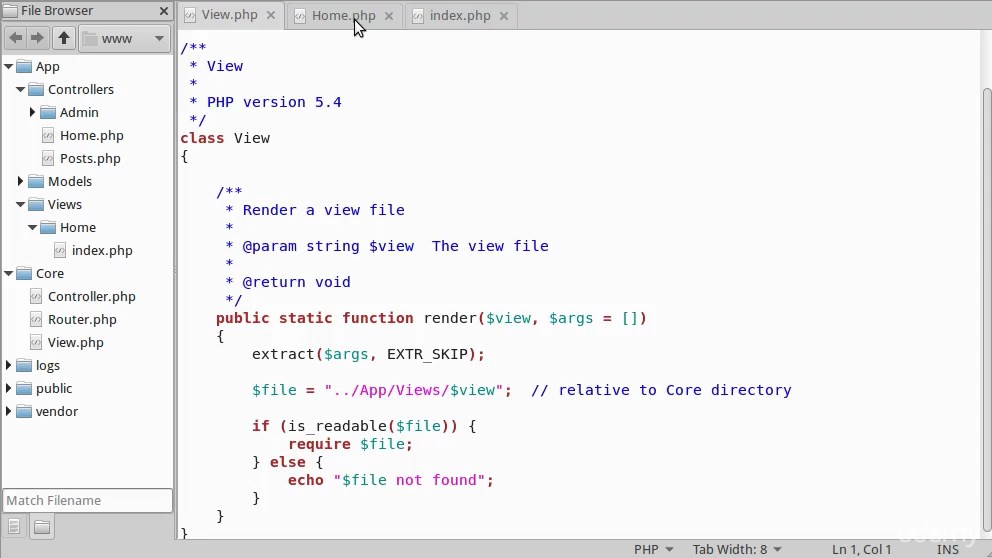 File Browser
www
App
Controllers
Admin
Home.php
Posts.php
Models
Views
Home
index.php
Core
Controller.php
Router.php
View.php
logs
public
vendor
Match Filename
View.php
Home.php
index.php
/**
 * View
 *
 * PHP version 5.4
 */
class View
{
    /**
     * Render a view file
     *
     * @param string $view  The view file
     *
     * @return void
     */
    public static function render($view, $args = [])
    {
        extract($args, EXTR_SKIP);
        $file = "../App/Views/$view";  // relative to Core directory
        if (is_readable($file)) {
            require $file;
        } else {
            echo "$file not found";
        }
    }
}
PHP
Tab Width: 8
Ln 1, Col 1
INS
udemy